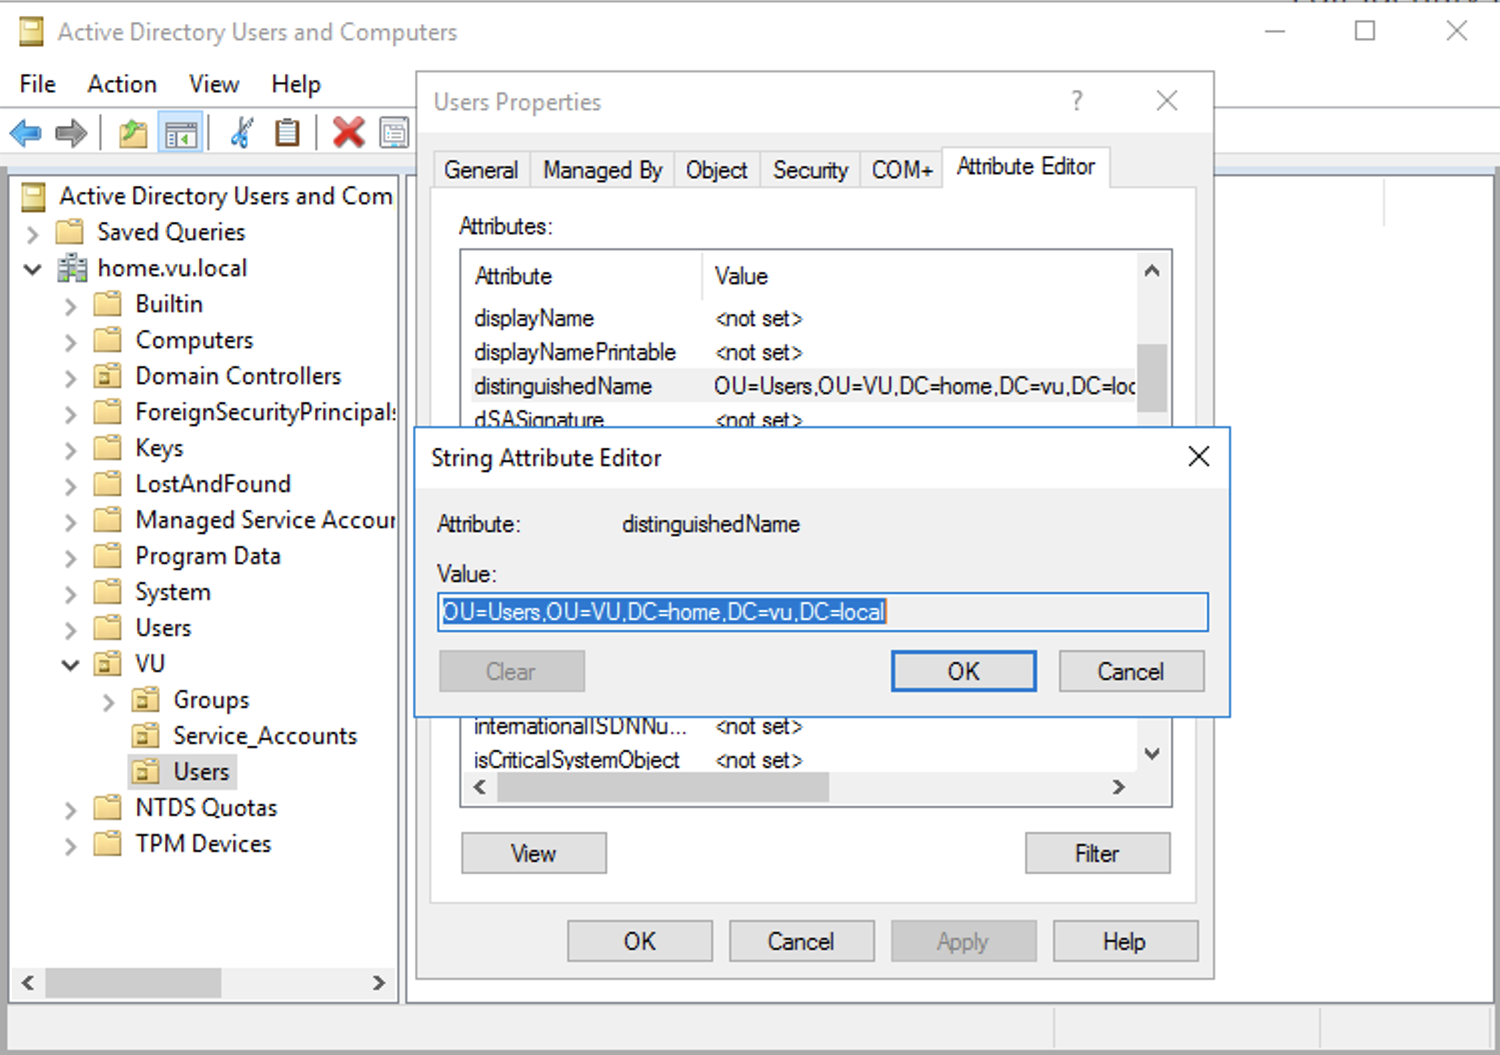 Active Directory Users and Computers
File Action View Help
Active Directory Users and Com
Saved Queries
home.vu.local
Builtin
Computers
Domain Controllers
ForeignSecurityPrincipals
Keys
LostAndFound
Managed Service Accour
Program Data
System
Users
VU
Groups
Service_Accounts
Users
NTDS Quotas
TPM Devices
Users Properties
?
General Managed By Object Security COM+ Attribute Editor
Attributes:
Attribute Value
displayName <not set>
displayNamePrintable <not set>
distinguishedName OU=Users,OU=VU,DC=home,DC=vu,DC=loc
dSASignature <not set>
String Attribute Editor
Attribute: distinguishedName
Value:
OU=Users,OU=VU,DC=home,DC=vu,DC=local
Clear OK Cancel
internationalISDNNu... <not set>
isCriticalSystemObject <not set>
View Filter
OK Cancel Apply Help